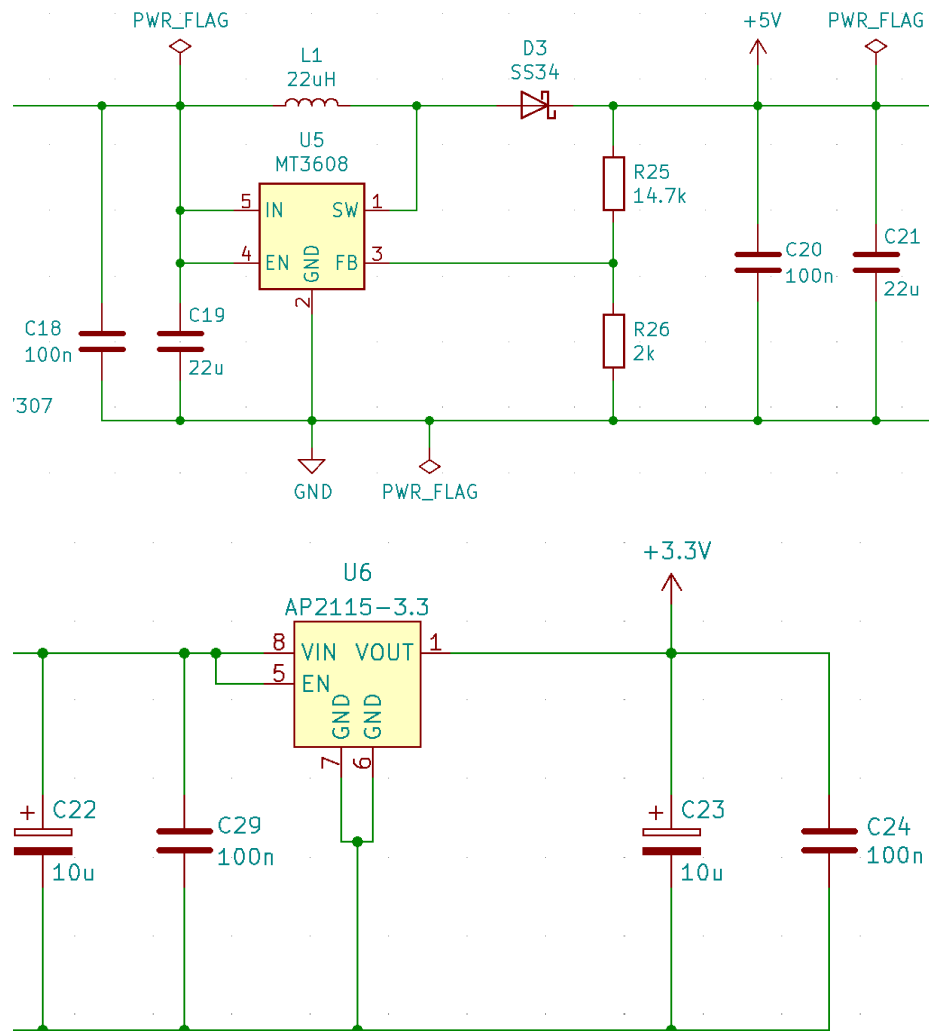 PWR_FLAG
+5V
PWR_FLAG
L1
22uH
D3
SS34
U5
MT3608
R25
14.7k
5
IN
SW
1
4
EN
GND
FB
3
2
C20
100n
C21
22u
C18
100n
C19
22u
R26
2k
7307
GND
PWR_FLAG
+3.3V
U6
AP2115-3.3
8
VIN
VOUT
1
5
EN
GND
GND
7
6
+
C22
10u
C29
100n
+
C23
10u
C24
100n